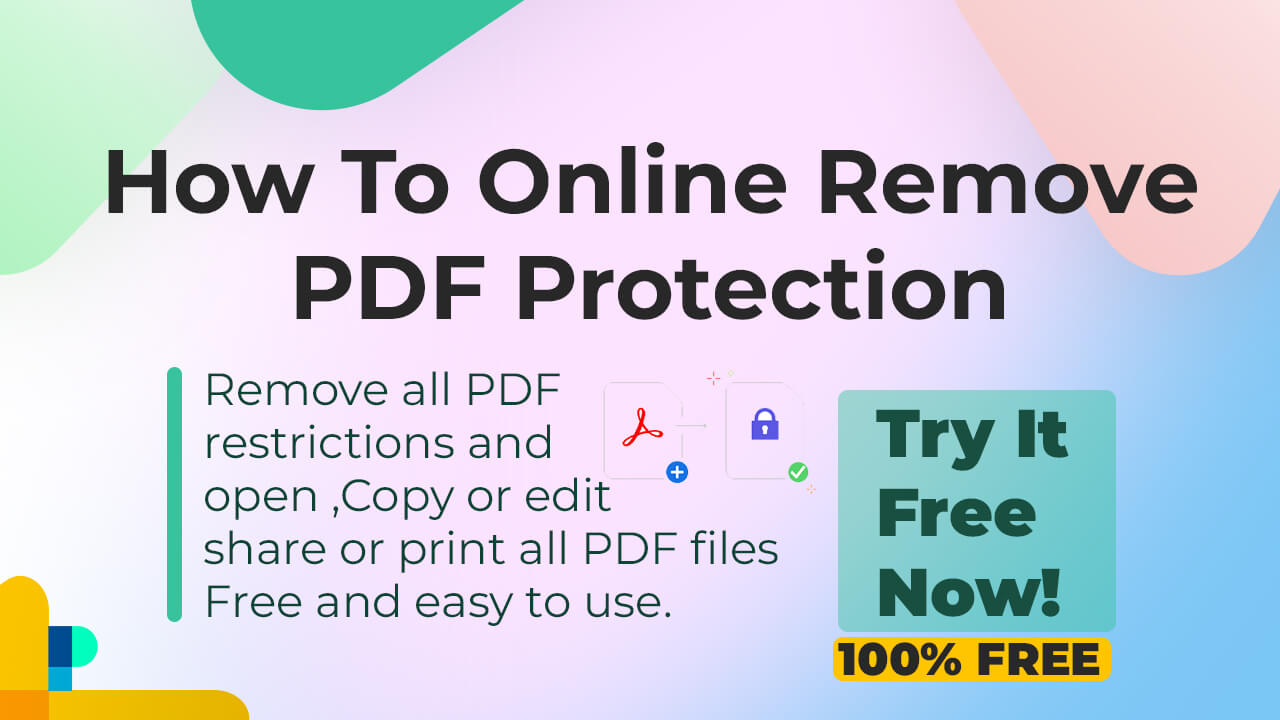 How To Online Remove
PDF Protection
Remove all PDF
restrictions and
open ,Copy or edit
share or print all PDF files
Free and easy to use.
Try It
Free
Now!
100% FREE